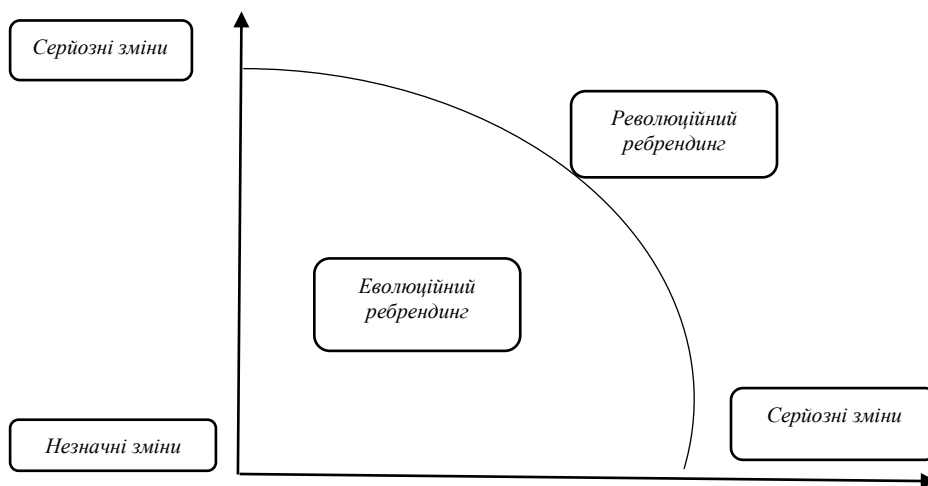 Серйозні зміни
Революційний
ребрендинг
Еволюційний
ребрендинг
Серйозні зміни
Незначні зміни